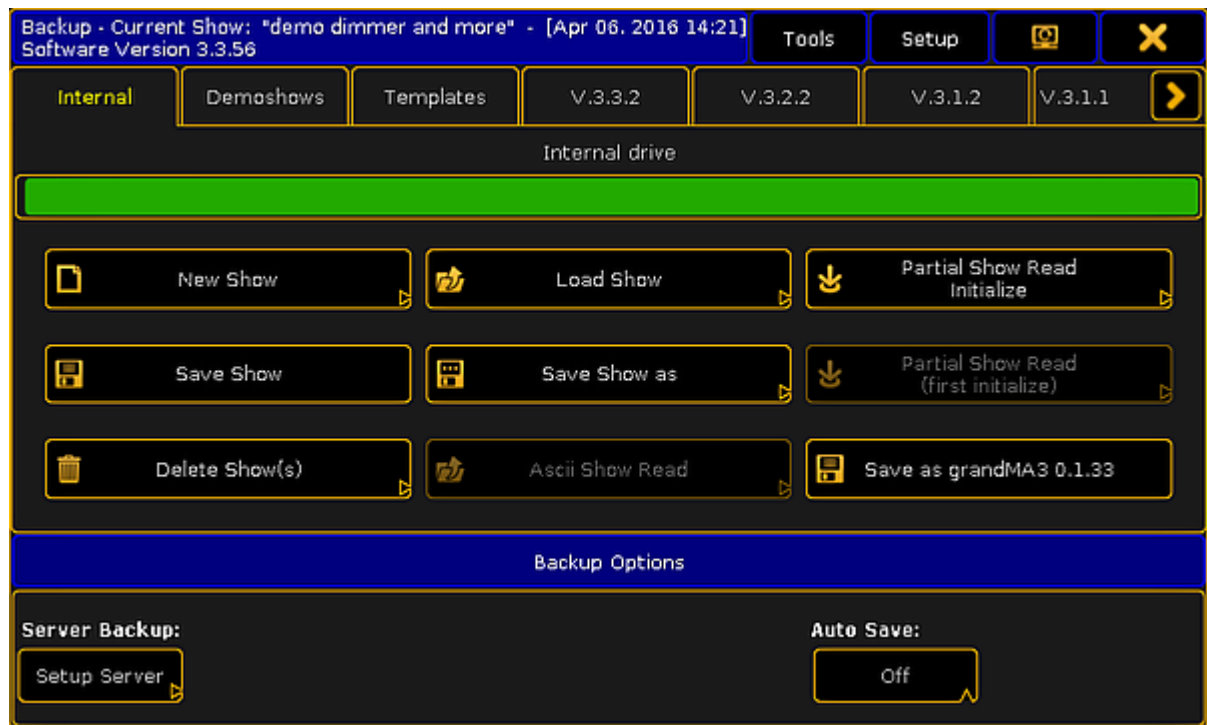 Backup - Current Show: "demo dimmer and more" - [Apr 06. 2016 14:21]
Software Version 3.3.56
Tools
Setup
Internal
Demoshows
Templates
V.3.3.2
V.3.2.2
V.3.1.2
V.3.1.1
Internal drive
New Show
Load Show
Partial Show Read
Initialize
Save Show
Save Show as
Partial Show Read
(first initialize)
Delete Show(s)
Ascii Show Read
Save as grandMA3 0.1.33
Backup Options
Server Backup:
Auto Save:
Setup Server
Off